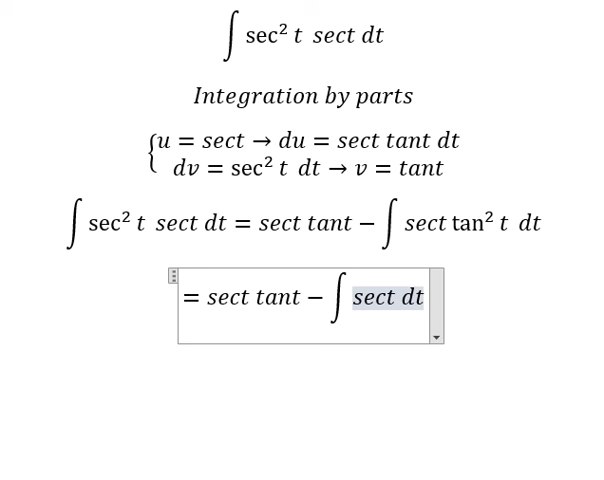 ∫ sec² t sect dt
Integration by parts
{u = sect → du = sect tant dt
dv = sec² t dt → v = tant
∫ sec² t sect dt = sect tant − ∫ sect tan² t dt
= sect tant − ∫ sect dt